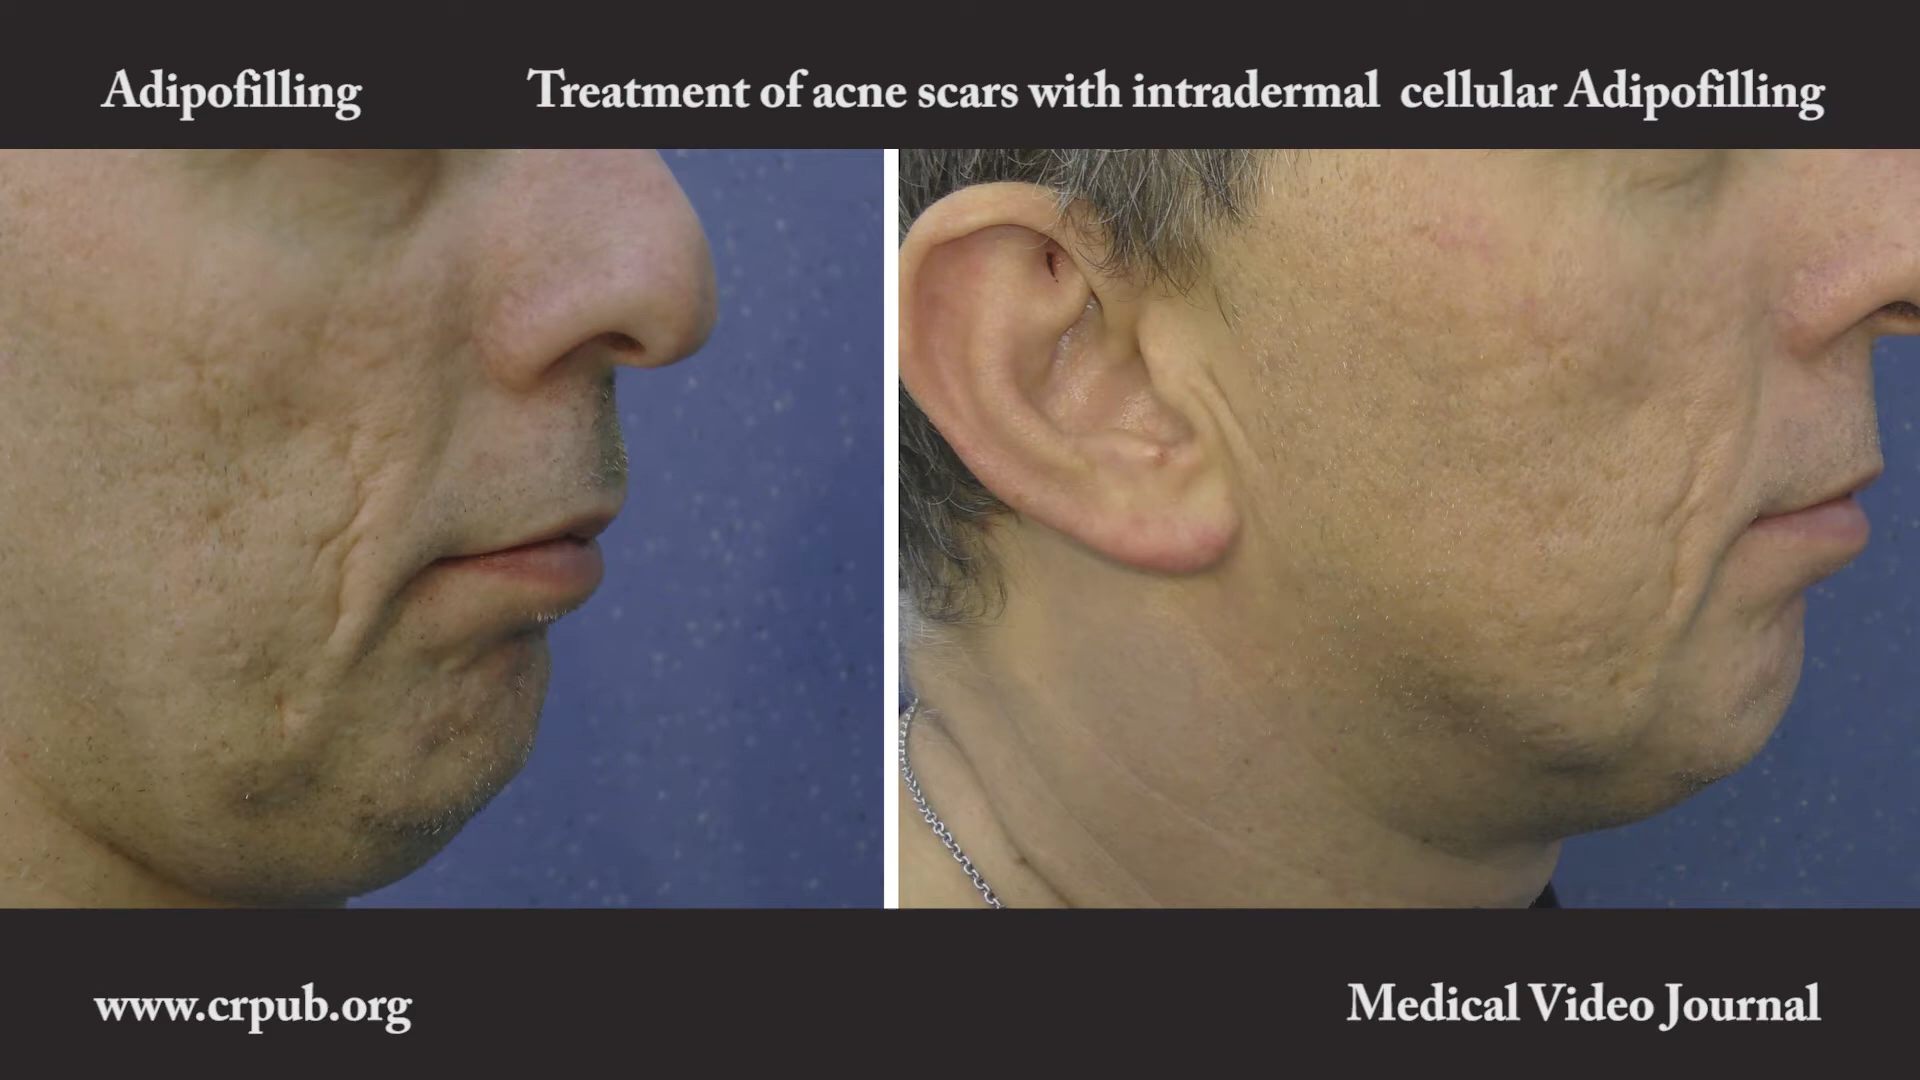 Adipofilling
Treatment of acne scars with intradermal cellular Adipofilling
www.crpub.org
Medical Video Journal